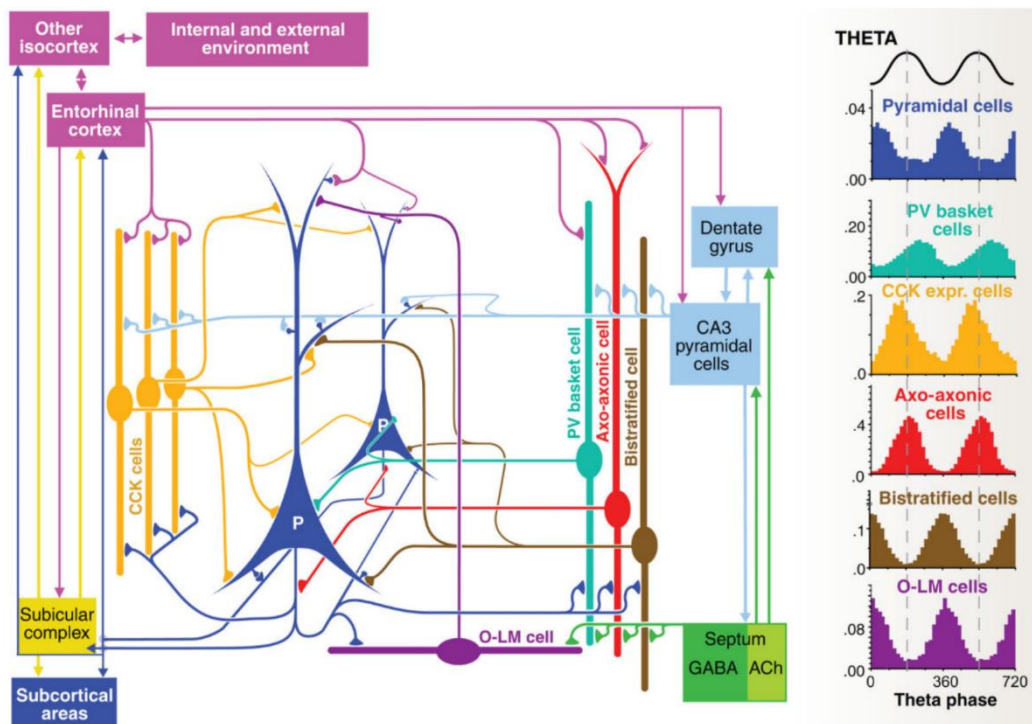 Other
isocortex
Internal and external
environment
Entorhinal
cortex
CCK cells
P
P
PV basket cell
Axo-axonic cell
Bistratified cell
Dentate
gyrus
CA3
pyramidal
cells
O-LM cell
Septum
GABA
ACh
Subicular
complex
Subcortical
areas
THETA
Pyramidal cells
.04
.00
PV basket
cells
.20
.00
CCK expr. cells
.2
.0
Axo-axonic
cells
.4
.0
Bistratified cells
.1
.0
O-LM cells
.08
.00
0
360
720
Theta phase